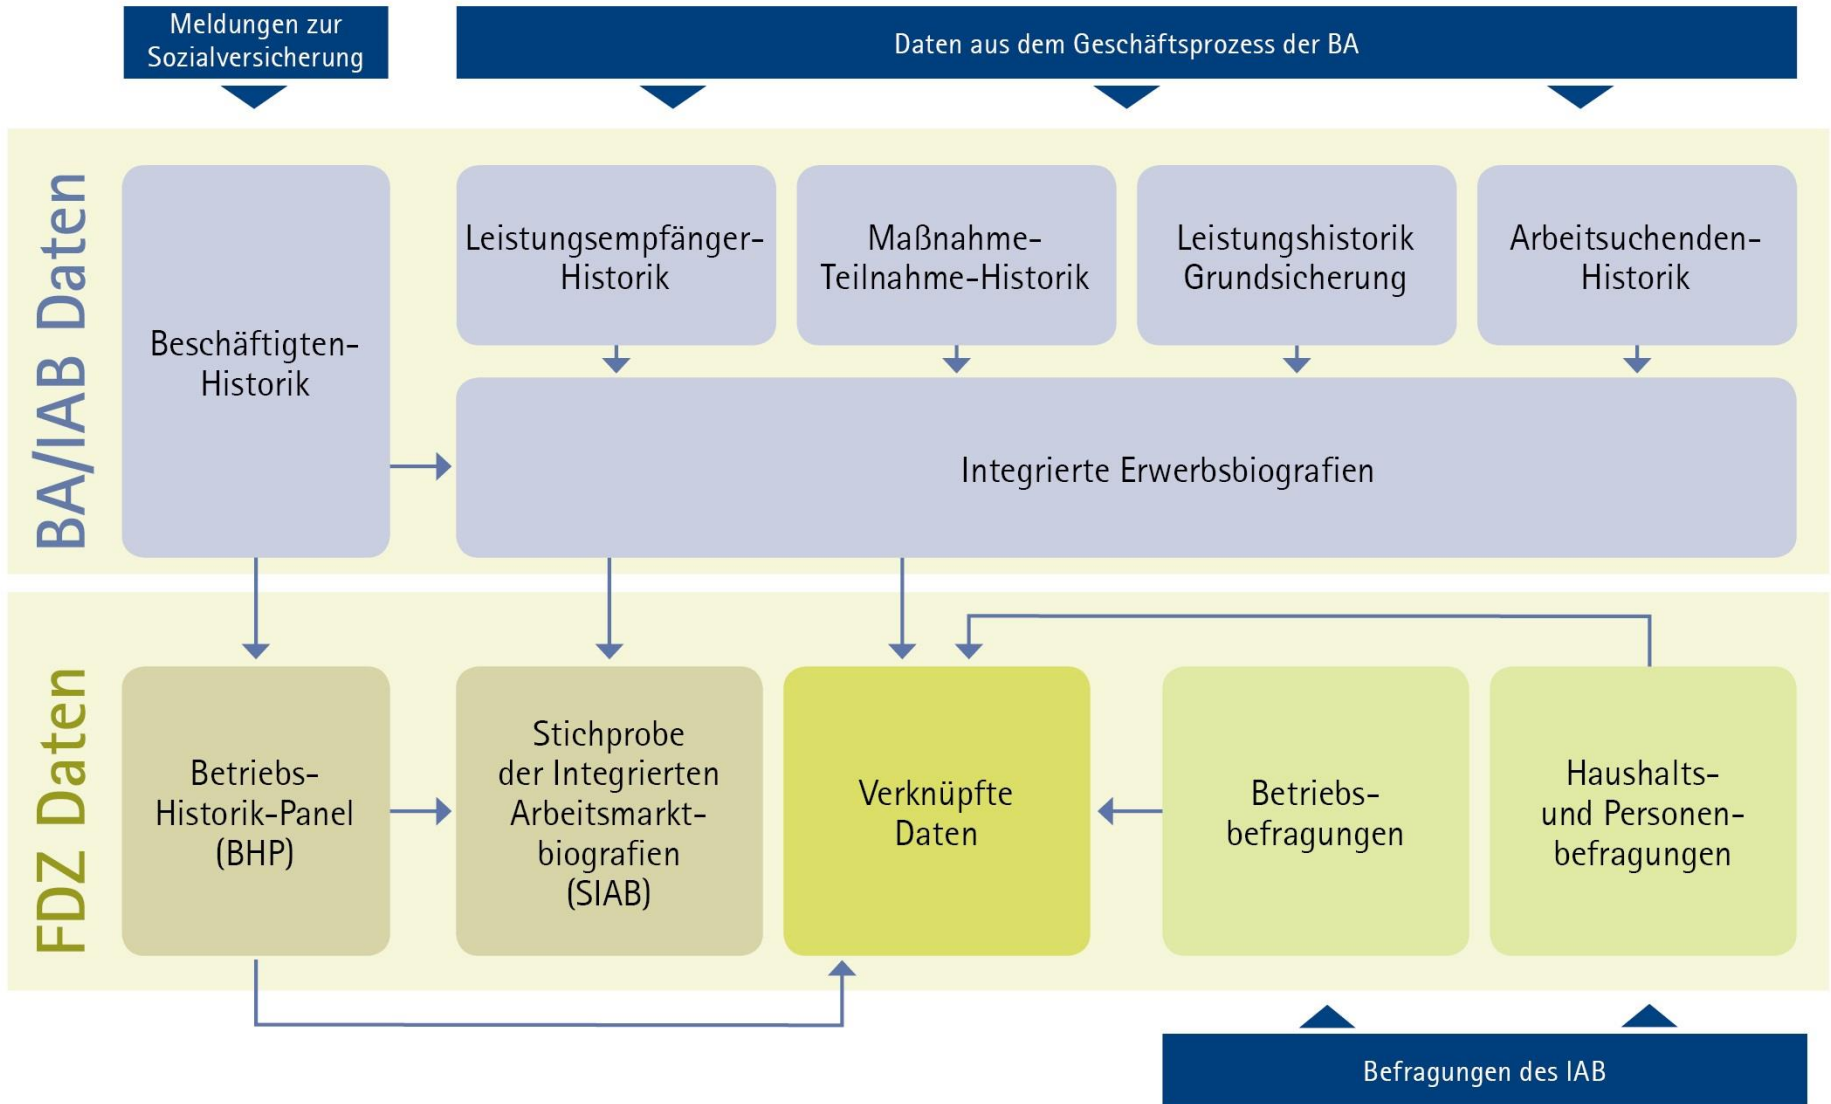 Meldungen zur
Sozialversicherung
Daten aus dem Geschäftsprozess der BA
BA/IAB Daten
Beschäftigten-
Historik
Leistungsempfänger-
Historik
Maßnahme-
Teilnahme-Historik
Leistungshistorik
Grundsicherung
Arbeitsuchenden-
Historik
Integrierte Erwerbsbiografien
FDZ Daten
Betriebs-
Historik-Panel
(BHP)
Stichprobe
der Integrierten
Arbeitsmarkt-
biografien
(SIAB)
Verknüpfte
Daten
Betriebs-
befragungen
Haushalts-
und Personen-
befragungen
Befragungen des IAB